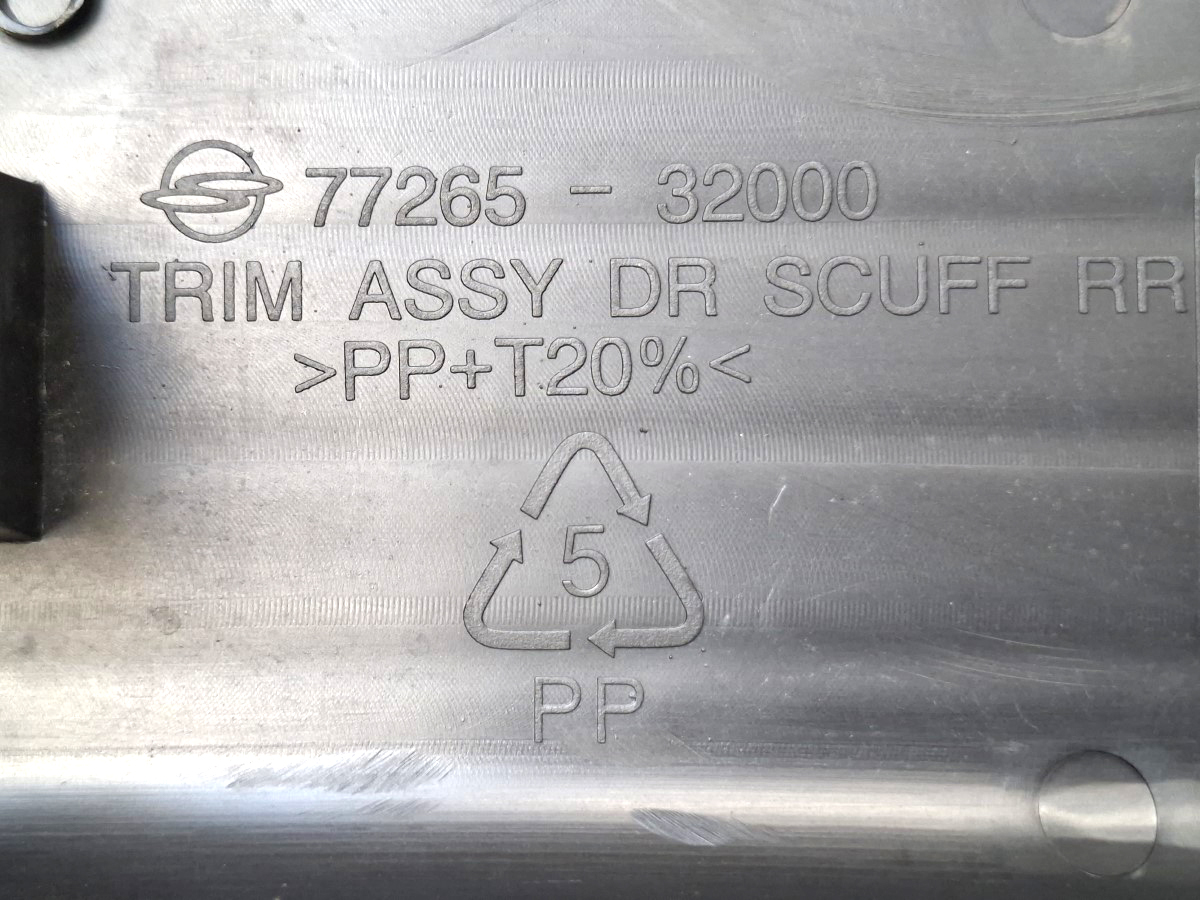 77265 - 32000
TRIM ASSY DR SCUFF RR
>PP+T20%<
5
PP